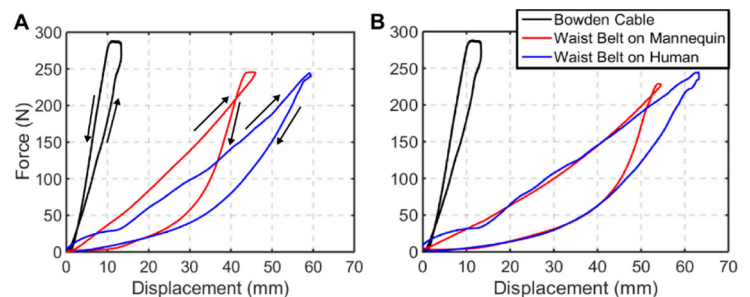 A
B
Bowden Cable
Waist Belt on Mannequin
Waist Belt on Human
300
250
200
150
100
50
0
Force (N)
0 10 20 30 40 50 60 70
Displacement (mm)
300
250
200
150
100
50
0
0 10 20 30 40 50 60 70
Displacement (mm)